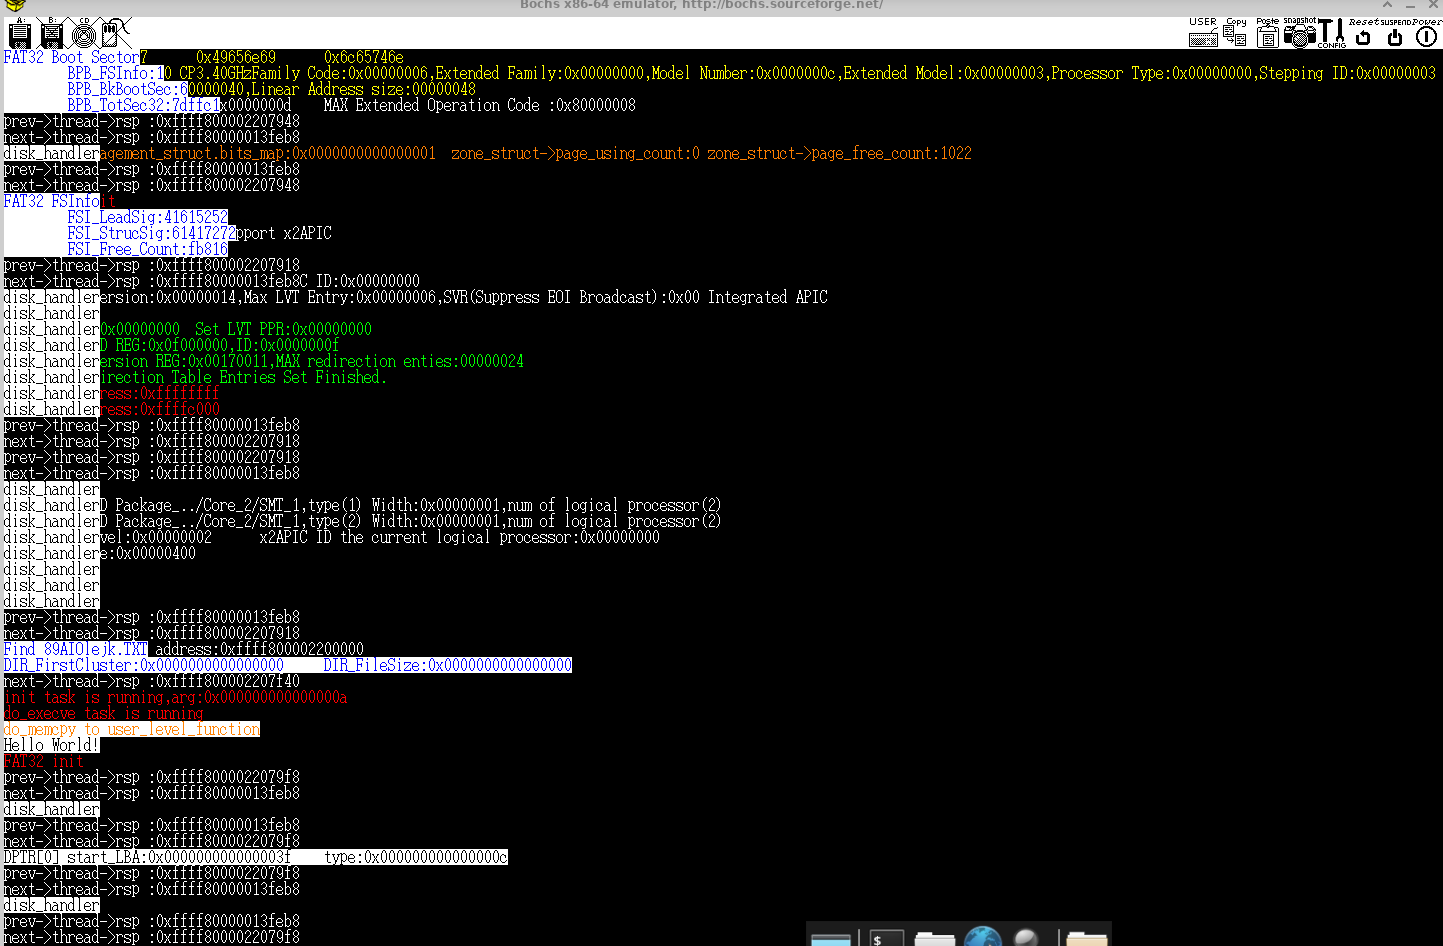 Bochs x86-64 emulator, http://bochs.sourceforge.net/
A: B: CD USER Copy Poste snapshot CONFIG Reset SUSPEND Power
FAT32 Boot Sector7      0x49656e69      0x6c65746e
BPB_FSInfo:10 CP3.40GHzFamily Code:0x00000006,Extended Family:0x00000000,Model Number:0x0000000c,Extended Model:0x00000003,Processor Type:0x00000000,Stepping ID:0x00000003
BPB_BkBootSec:60000040,Linear Address size:00000048
BPB_TotSec32:7dffc1x0000000d    MAX Extended Operation Code :0x80000008
prev->thread->rsp :0xffff800002207948
next->thread->rsp :0xffff80000013feb8
disk_handleragement_struct.bits_map:0x0000000000000001  zone_struct->page_using_count:0 zone_struct->page_free_count:1022
prev->thread->rsp :0xffff80000013feb8
next->thread->rsp :0xffff800002207948
FAT32 FSInfoit
FSI_LeadSig:41615252
FSI_StrucSig:61417272pport x2APIC
FSI_Free_Count:fb816
prev->thread->rsp :0xffff800002207918
next->thread->rsp :0xffff80000013feb8C ID:0x00000000
disk_handlerersion:0x00000014,Max LVT Entry:0x00000006,SVR(Suppress EOI Broadcast):0x00 Integrated APIC
disk_handler
disk_handler0x00000000  Set LVT PPR:0x00000000
disk_handlerD REG:0x0f000000,ID:0x0000000f
disk_handlerersion REG:0x00170011,MAX redirection enties:00000024
disk_handlerirection Table Entries Set Finished.
disk_handlerress:0xffffffff
disk_handlerress:0xffffc000
prev->thread->rsp :0xffff80000013feb8
next->thread->rsp :0xffff800002207918
prev->thread->rsp :0xffff800002207918
next->thread->rsp :0xffff80000013feb8
disk_handler
disk_handlerD Package_../Core_2/SMT_1,type(1) Width:0x00000001,num of logical processor(2)
disk_handlerD Package_../Core_2/SMT_1,type(2) Width:0x00000001,num of logical processor(2)
disk_handlervel:0x00000002      x2APIC ID the current logical processor:0x00000000
disk_handlere:0x00000400
disk_handler
disk_handler
disk_handler
prev->thread->rsp :0xffff80000013feb8
next->thread->rsp :0xffff800002207918
Find 89AIOlejk.TXT address:0xffff800002200000
DIR_FirstCluster:0x0000000000000000     DIR_FileSize:0x0000000000000000
next->thread->rsp :0xffff800002207f40
init task is running,arg:0x000000000000000a
do_execve task is running
do_memcpy to user_level_function
Hello World!
FAT32 init
prev->thread->rsp :0xffff8000022079f8
next->thread->rsp :0xffff80000013feb8
disk_handler
prev->thread->rsp :0xffff80000013feb8
next->thread->rsp :0xffff8000022079f8
DPTR[0] start_LBA:0x000000000000003f    type:0x000000000000000c
prev->thread->rsp :0xffff8000022079f8
next->thread->rsp :0xffff80000013feb8
disk_handler
prev->thread->rsp :0xffff80000013feb8
next->thread->rsp :0xffff8000022079f8